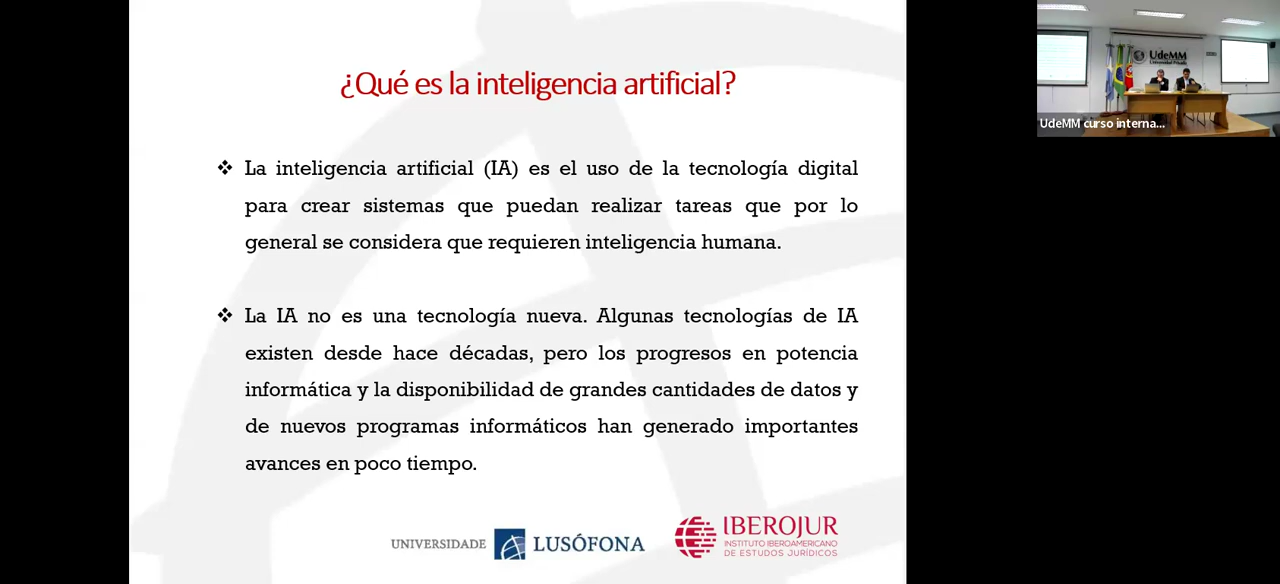 ¿Qué es la inteligencia artificial?
La inteligencia artificial (IA) es el uso de la tecnología digital
para crear sistemas que puedan realizar tareas que por lo
general se considera que requieren inteligencia humana.
La IA no es una tecnología nueva. Algunas tecnologías de IA
existen desde hace décadas, pero los progresos en potencia
informática y la disponibilidad de grandes cantidades de datos y
de nuevos programas informáticos han generado importantes
avances en poco tiempo.
UNIVERSIDADE LUSÓFONA
IBEROJUR
INSTITUTO IBEROAMERICANO
DE ESTUDOS JURÍDICOS
UdeMM
Universidad Privada
UdeMM curso interna...